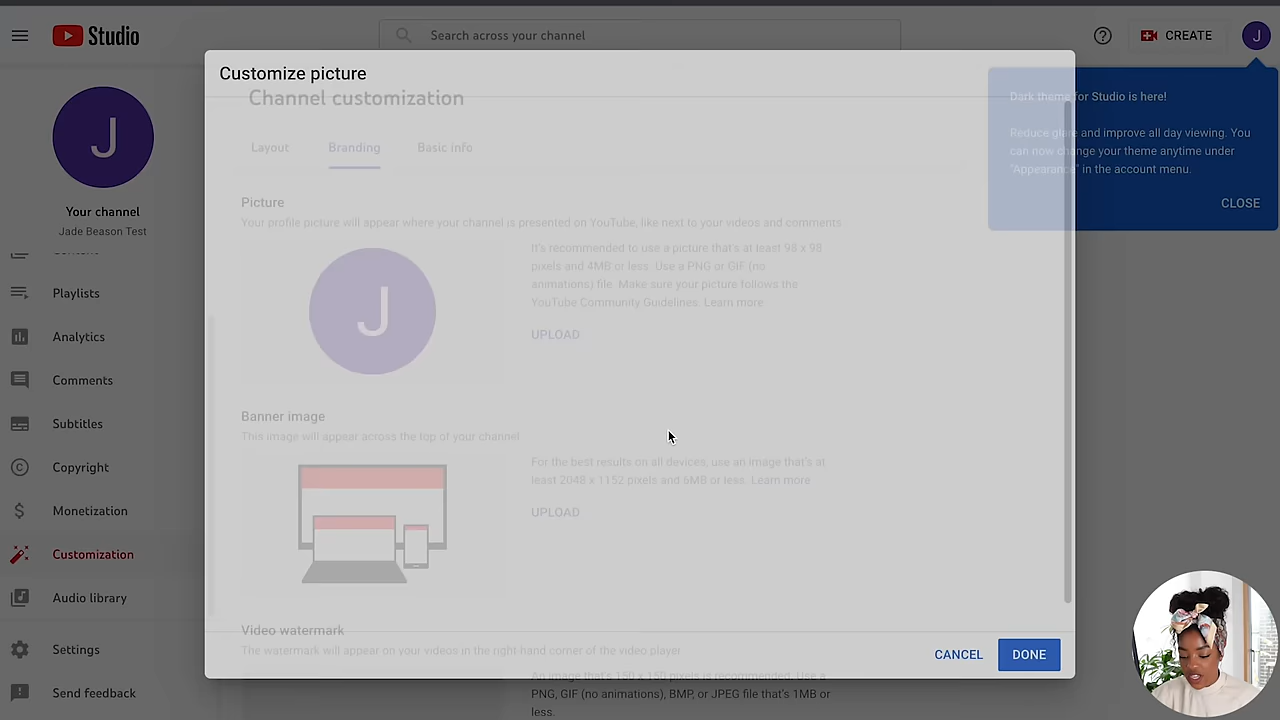 Studio
Search across your channel
CREATE
J
Customize picture
Channel customization
Dark theme for Studio is here!
Reduce glare and improve all day viewing. You
can now change your theme anytime under
"Appearance" in the account menu.
CLOSE
J
Your channel
Jade Beason Test
Content
Playlists
Analytics
Comments
Subtitles
Copyright
Monetization
Customization
Audio library
Settings
Send feedback
Layout
Branding
Basic info
Picture
Your profile picture will appear where your channel is presented on YouTube, like next to your videos and comments
J
It's recommended to use a picture that's at least 98 x 98
pixels and 4MB or less. Use a PNG or GIF (no
animations) file. Make sure your picture follows the
YouTube Community Guidelines. Learn more
UPLOAD
Banner image
This image will appear across the top of your channel
For the best results on all devices, use an image that's at
least 2048 x 1152 pixels and 6MB or less. Learn more
UPLOAD
Video watermark
The watermark will appear on your videos in the right-hand corner of the video player
An image that's 150 x 150 pixels is recommended. Use a
PNG, GIF (no animations), BMP, or JPEG file that's 1MB or
less.
CANCEL
DONE